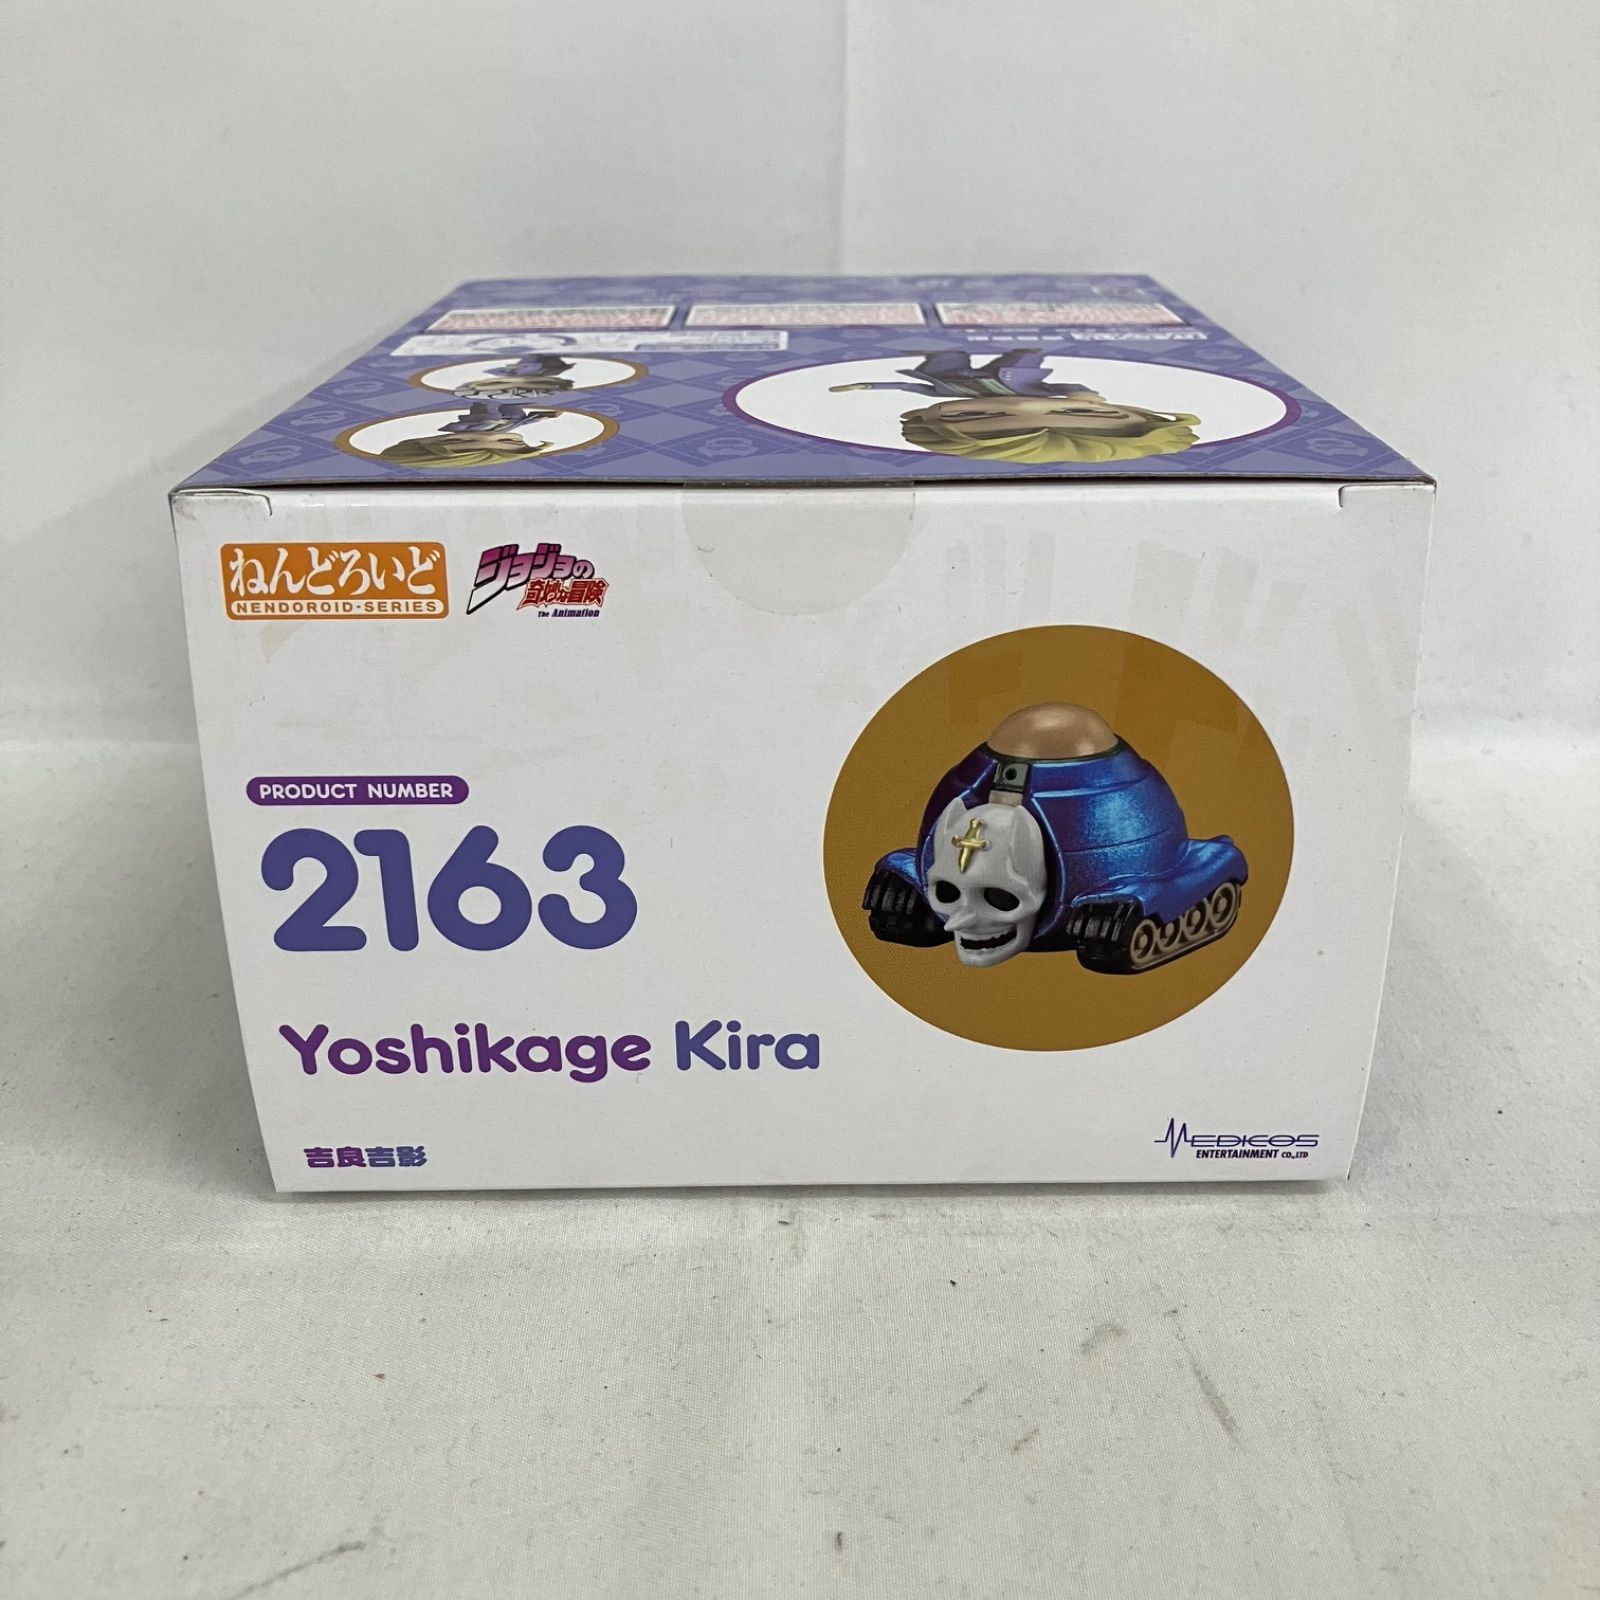 ねんどろいど
NENDOROID·SERIES
ジョジョの
奇妙な冒険
The Animation
PRODUCT NUMBER
2163
Yoshikage Kira
吉良吉影
MEDICOS
ENTERTAINMENT CO.,LTD